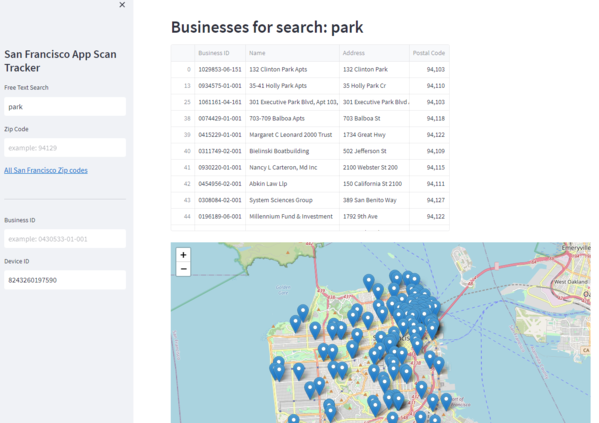 ×
San Francisco App Scan
Tracker
Free Text Search
park
Zip Code
example: 94129
All San Francisco Zip codes
Business ID
example: 0430533-01-001
Device ID
8243260197590
Businesses for search: park
Business ID Name Address Postal Code
0 1029853-06-151 132 Clinton Park Apts 132 Clinton Park 94,103
13 0934575-01-001 35-41 Holly Park Apts 35 Holly Park Cr 94,110
25 1061161-04-161 301 Executive Park Blvd, Apt 103, 301 Executive Park Blvd 94,103
38 0074429-01-001 703-709 Balboa Apts 703 Balboa St 94,118
39 0415229-01-001 Margaret C Leonard 2000 Trust 1734 Great Hwy 94,122
40 0311749-02-001 Bielinski Boatbuilding 502 Jefferson St 94,109
41 0930220-01-001 Nancy L Carteron, Md Inc 2100 Webster St 200 94,115
42 0454956-02-001 Abkin Law Llp 150 California St 2100 94,111
43 0308084-02-001 System Sciences Group 389 San Benito Way 94,127
44 0196189-06-001 Millennium Fund & Investment 1792 9th Ave 94,122
+
−
Emeryville
West Oakland